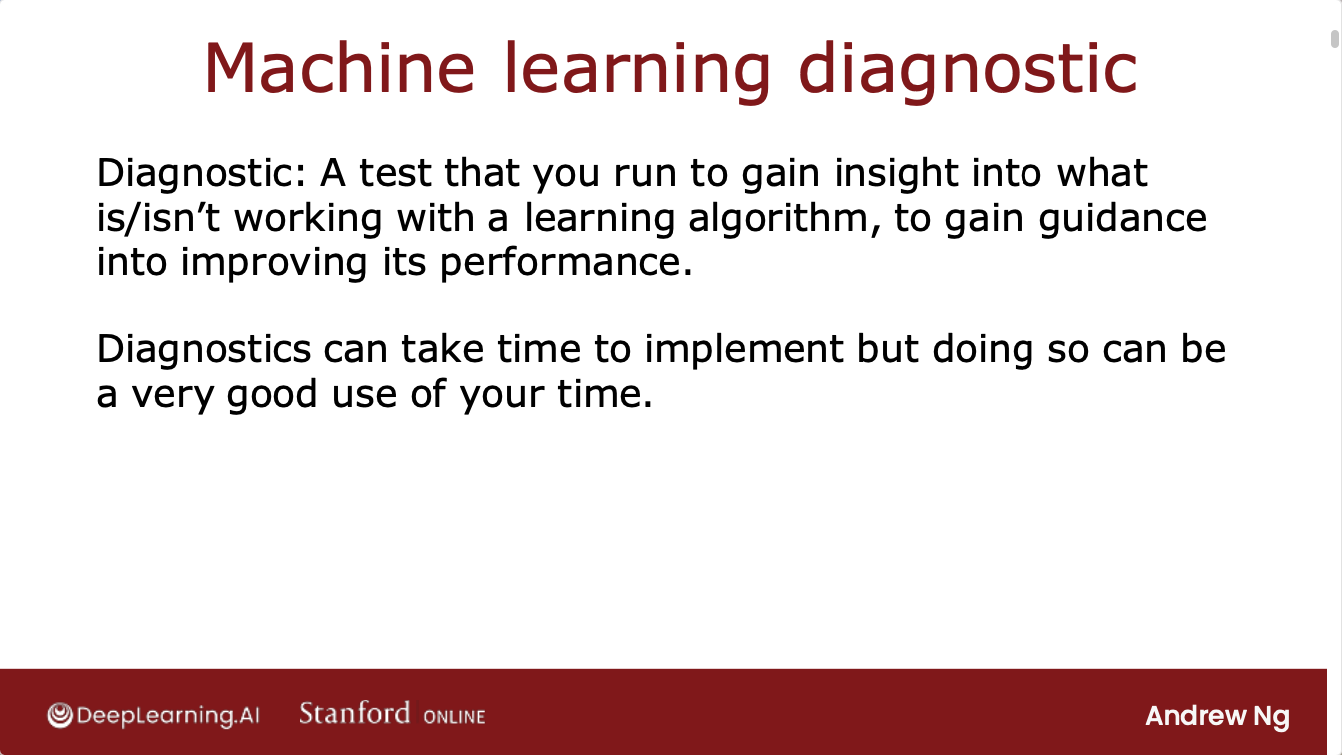 Machine learning diagnostic
Diagnostic: A test that you run to gain insight into what
is/isn’t working with a learning algorithm, to gain guidance
into improving its performance.
Diagnostics can take time to implement but doing so can be
a very good use of your time.
DeepLearning.AI Stanford ONLINE Andrew Ng